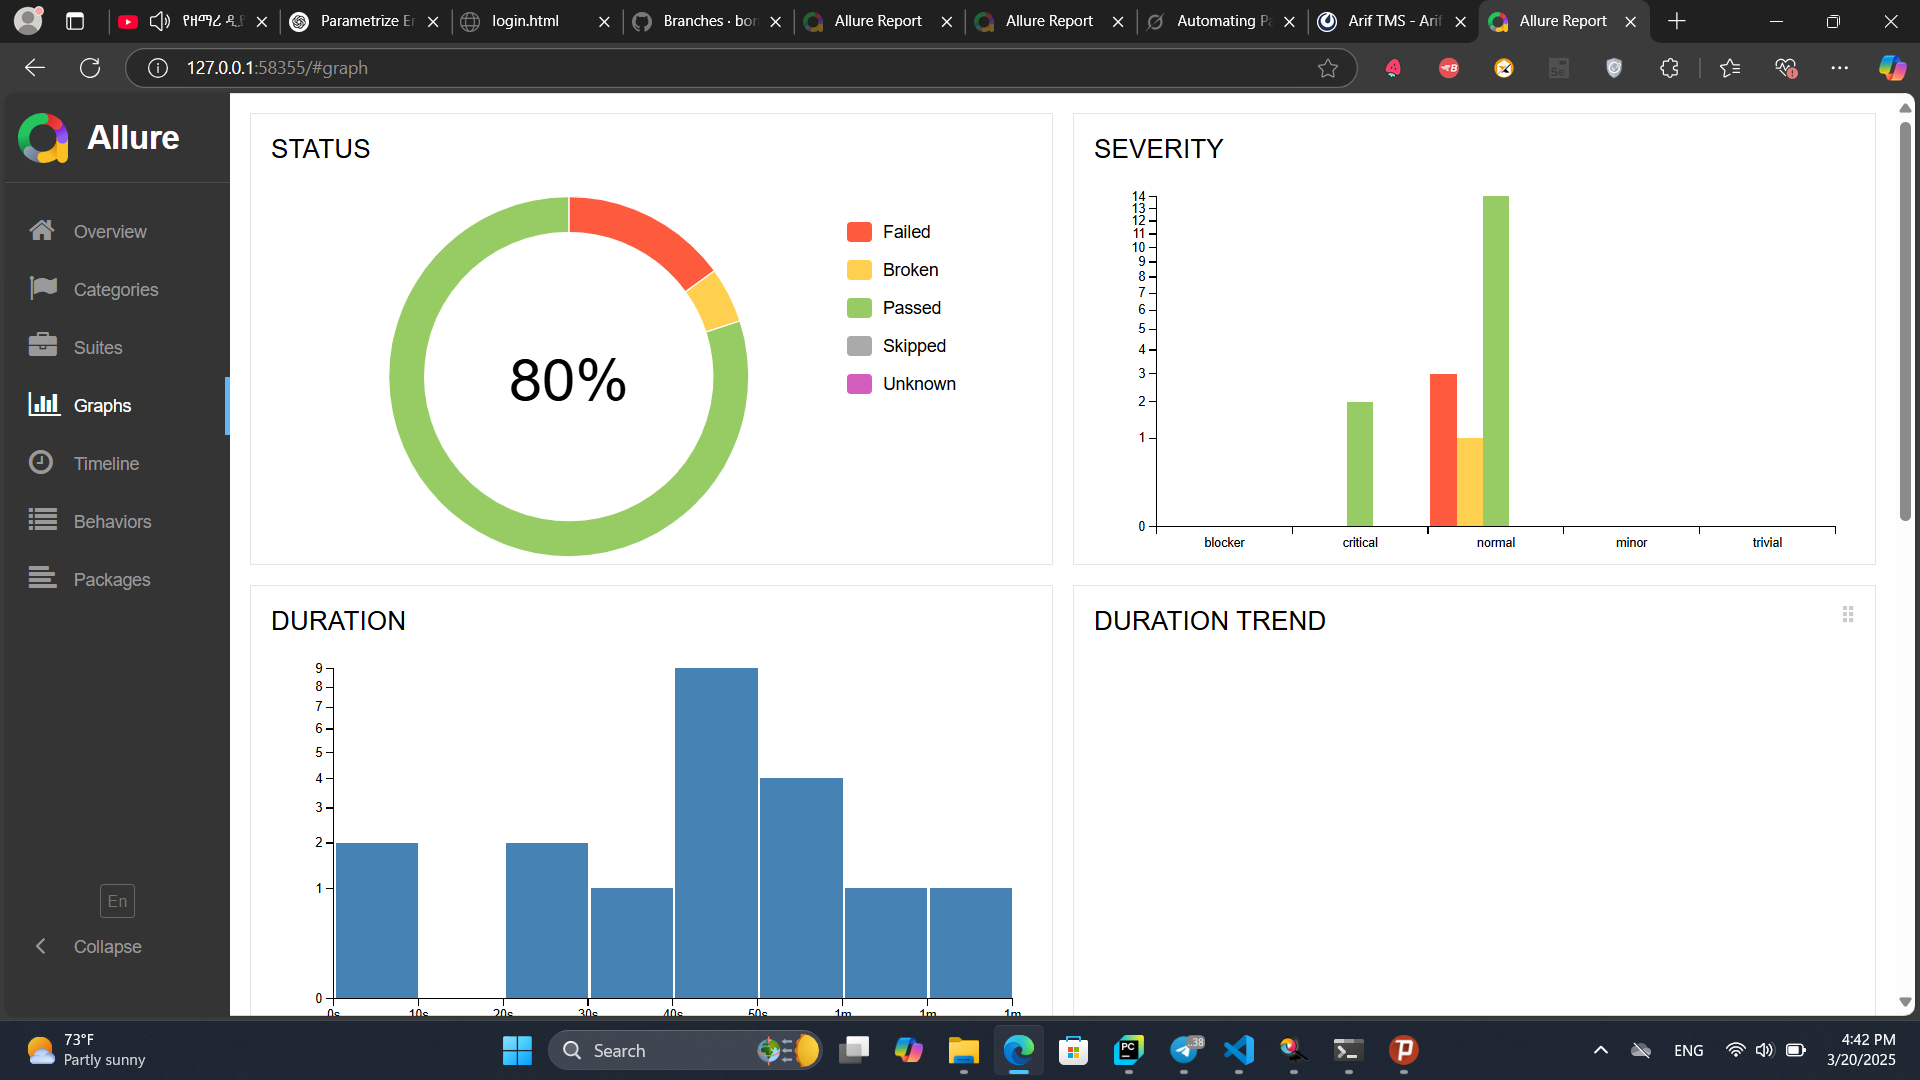 የዘማሪ
Parametrize Er
login.html
Branches · bor
Allure Report
Allure Report
Automating Pa
Arif TMS - Arif
Allure Report
127.0.0.1:58355/#graph
Allure
Overview
Categories
Suites
Graphs
Timeline
Behaviors
Packages
En
Collapse
STATUS
80%
Failed
Broken
Passed
Skipped
Unknown
SEVERITY
14
13
12
11
10
9
8
7
6
5
4
3
2
1
0
blocker
critical
normal
minor
trivial
DURATION
9
8
7
6
5
4
3
2
1
0
0s 10s 20s 30s 40s 50s 1m 1m 1m
DURATION TREND
73°F
Partly sunny
Search
PC
38
ENG
4:42 PM
3/20/2025